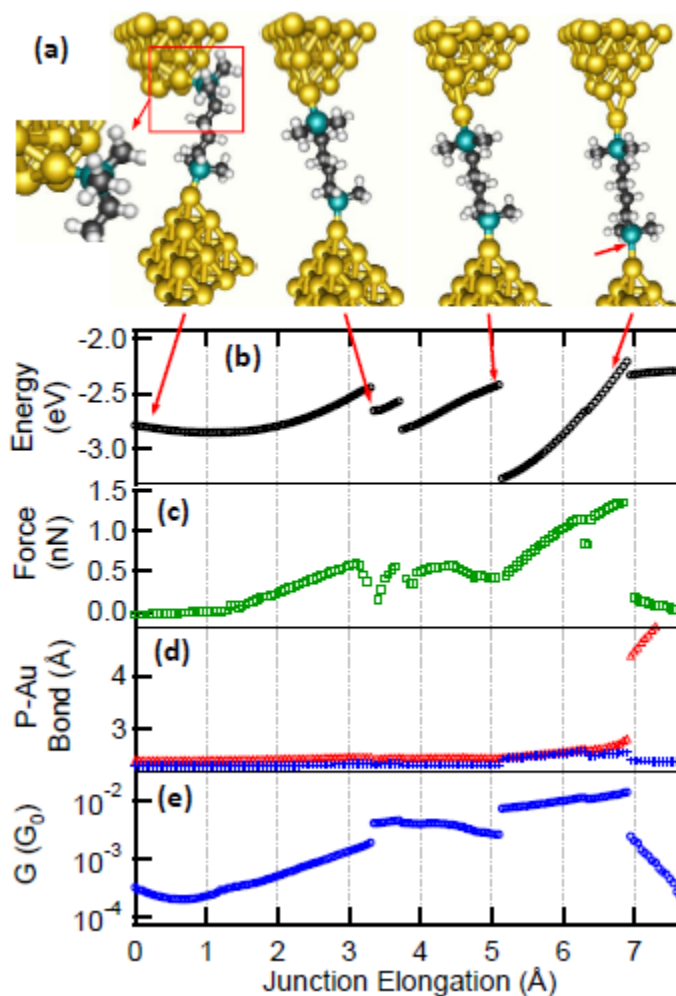 (a)
(b)
-2.0
-2.5
-3.0
Energy
(eV)
(c)
1.5
1.0
0.5
0.0
Force
(nN)
(d)
4
3
P-Au
Bond (Å)
(e)
10⁻²
10⁻³
10⁻⁴
G (G₀)
0 1 2 3 4 5 6 7
Junction Elongation (Å)